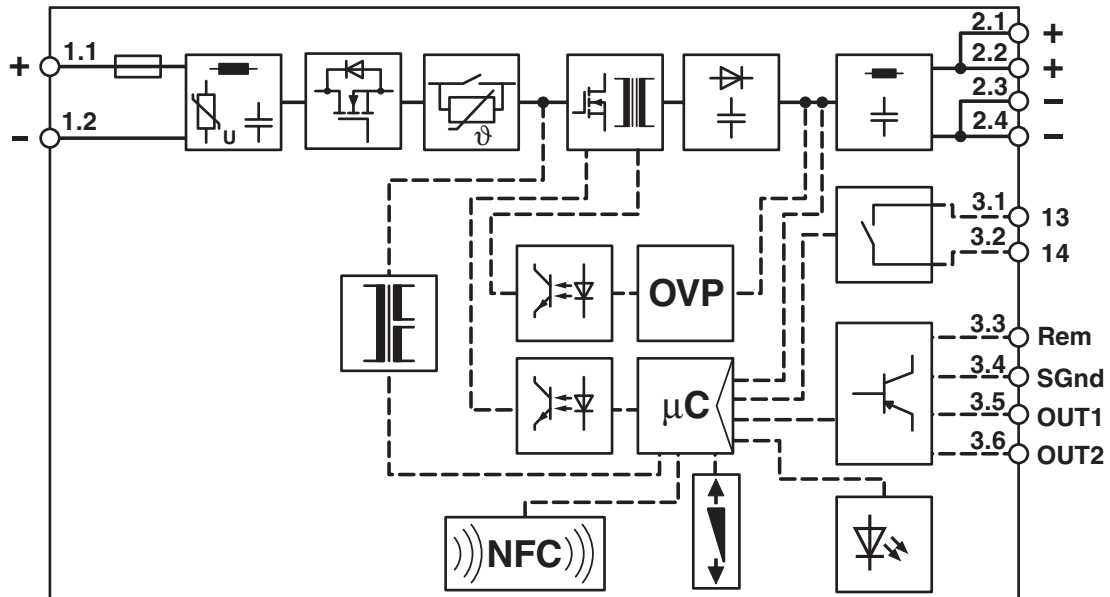 + 1.1
− 1.2
U
ϑ
2.1 +
2.2 +
2.3 −
2.4 −
3.1 13
3.2 14
OVP
3.3 Rem
3.4 SGnd
3.5 OUT1
3.6 OUT2
µC
NFC